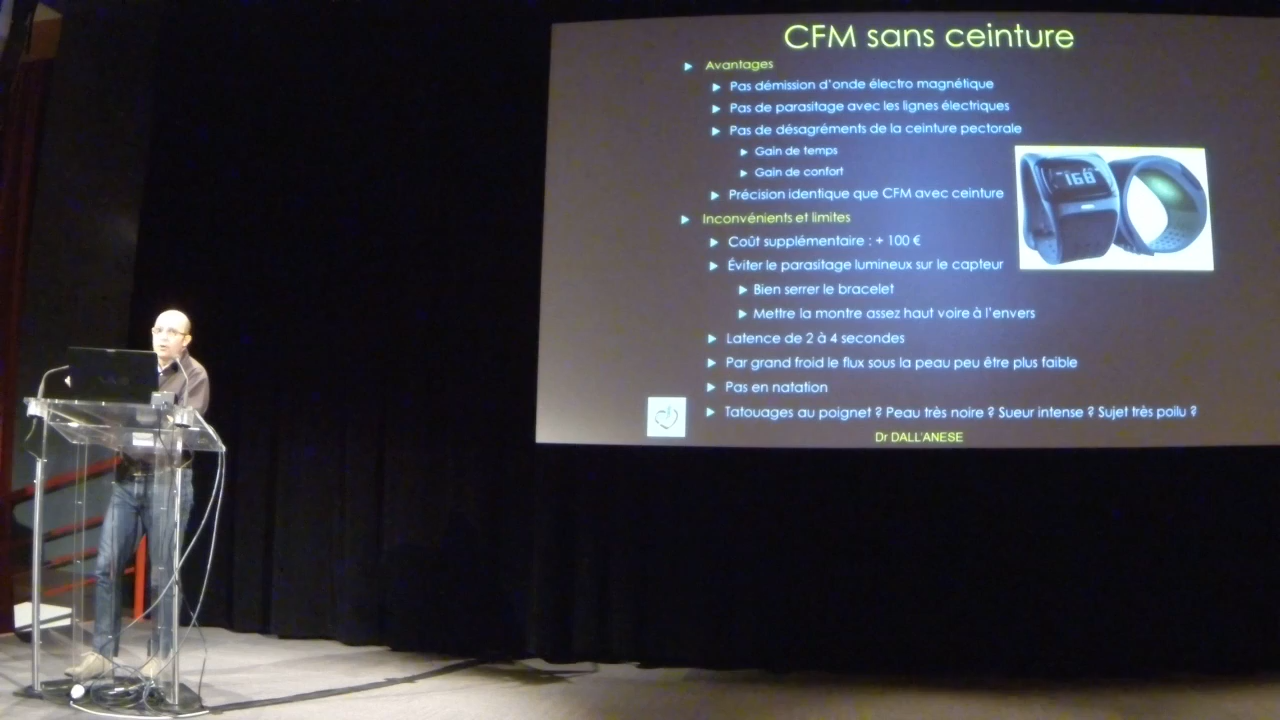 CFM sans ceinture
Avantages
Pas démission d'onde électro magnétique
Pas de parasitage avec les lignes électriques
Pas de désagréments de la ceinture pectorale
Gain de temps
Gain de confort
Précision identique que CFM avec ceinture
168
Inconvénients et limites
Coût supplémentaire : + 100 €
Éviter le parasitage lumineux sur le capteur
Bien serrer le bracelet
Mettre la montre assez haut voire à l'envers
Latence de 2 à 4 secondes
Par grand froid le flux sous la peau peu être plus faible
Pas en natation
Tatouages au poignet ? Peau très noire ? Sueur intense ? Sujet très poilu ?
Dr DALL'ANESE